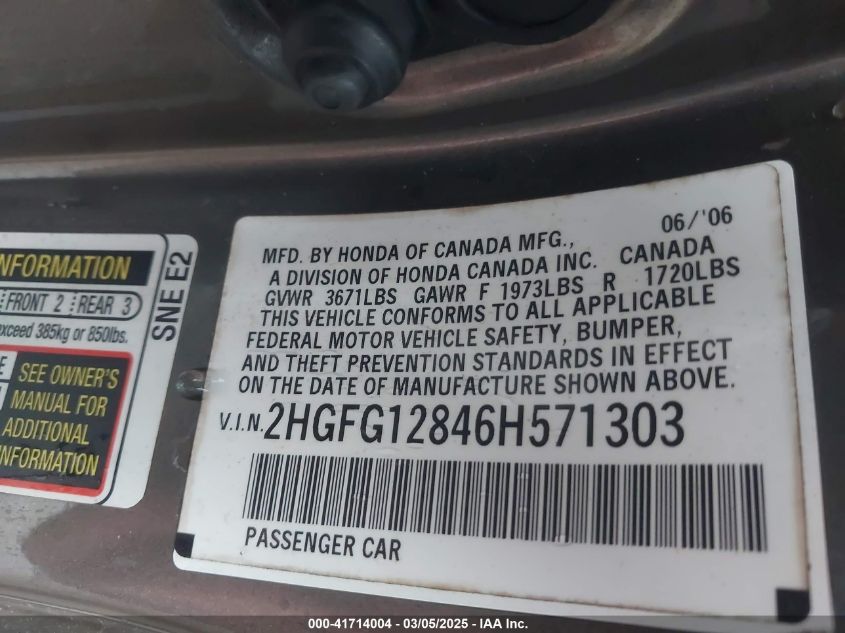 NFORMATION
FRONT 2 REAR 3
exceed 385kg or 850lbs.
SEE OWNER'S
MANUAL FOR
ADDITIONAL
INFORMATION
SNE E2
06/'06
MFD. BY HONDA OF CANADA MFG.,
A DIVISION OF HONDA CANADA INC. CANADA
GVWR 3671LBS GAWR F 1973LBS R 1720LBS
THIS VEHICLE CONFORMS TO ALL APPLICABLE
FEDERAL MOTOR VEHICLE SAFETY, BUMPER,
AND THEFT PREVENTION STANDARDS IN EFFECT
ON THE DATE OF MANUFACTURE SHOWN ABOVE.
V.I.N. 2HGFG12846H571303
PASSENGER CAR
000-41714004 - 03/05/2025 - IAA Inc.